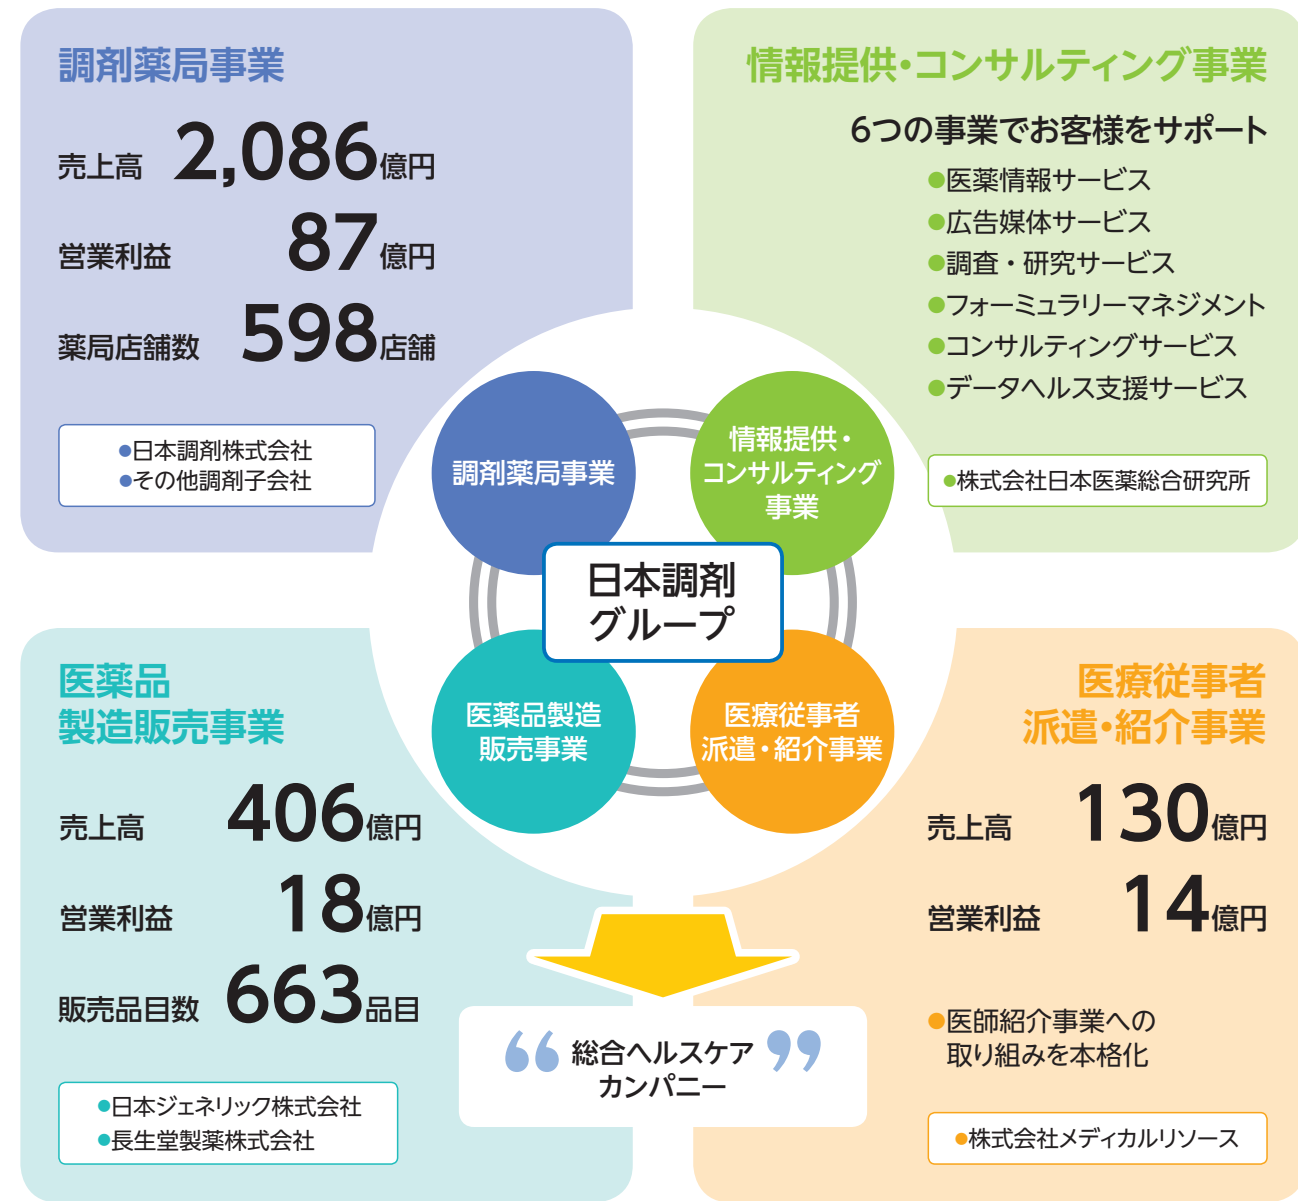 調剤薬局事業
売上高 2,086億円
営業利益 87億円
薬局店舗数 598店舗
●日本調剤株式会社
●その他調剤子会社
情報提供・コンサルティング事業
6つの事業でお客様をサポート
●医薬情報サービス
●広告媒体サービス
●調査・研究サービス
●フォーミュラリーマネジメント
●コンサルティングサービス
●データヘルス支援サービス
●株式会社日本医薬総合研究所
調剤薬局事業
情報提供・
コンサルティング
事業
日本調剤
グループ
医薬品製造
販売事業
医療従事者
派遣・紹介事業
医薬品
製造販売事業
売上高 406億円
営業利益 18億円
販売品目数 663品目
●日本ジェネリック株式会社
●長生堂製薬株式会社
医療従事者
派遣・紹介事業
売上高 130億円
営業利益 14億円
●医師紹介事業への
取り組みを本格化
●株式会社メディカルリソース
“総合ヘルスケア”
カンパニー